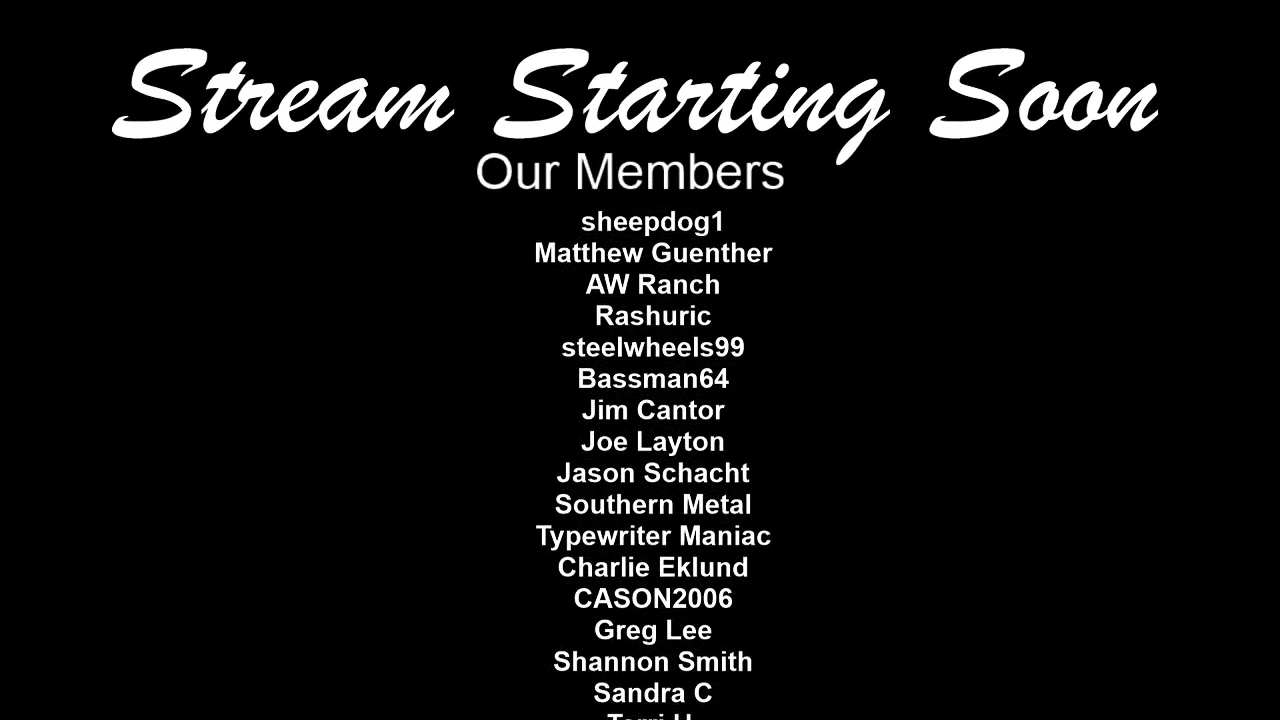 Stream Starting Soon
Our Members
sheepdog1
Matthew Guenther
AW Ranch
Rashuric
steelwheels99
Bassman64
Jim Cantor
Joe Layton
Jason Schacht
Southern Metal
Typewriter Maniac
Charlie Eklund
CASON2006
Greg Lee
Shannon Smith
Sandra C